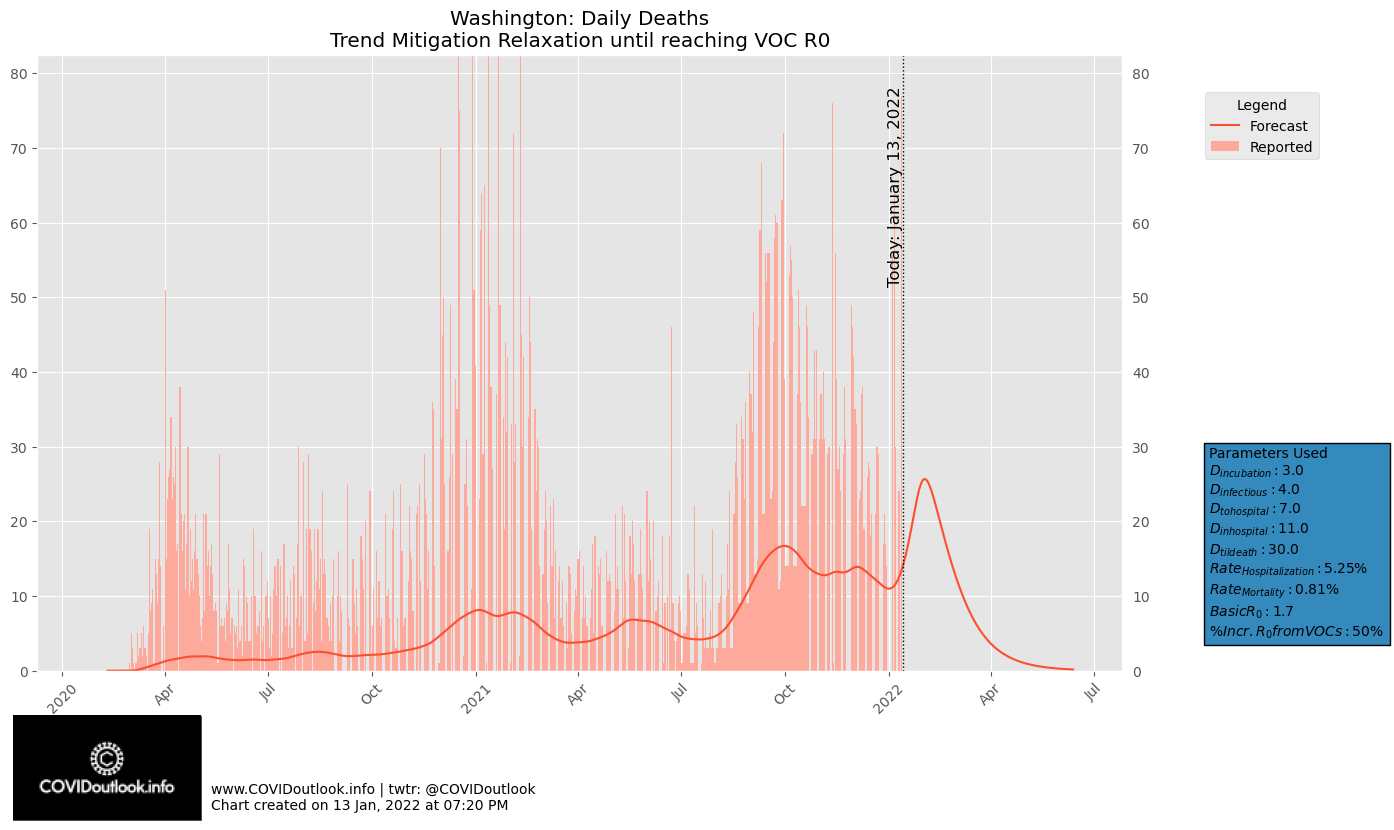 Washington: Daily Deaths
Trend Mitigation Relaxation until reaching VOC R0
80
70
60
50
40
30
20
10
0
80
70
60
50
40
30
20
10
0
2020
Apr
Jul
Oct
2021
Apr
Jul
Oct
2022
Apr
Jul
Today: January 13, 2022
Legend
Forecast
Reported
Parameters Used
D_incubation : 3.0
D_infectious : 4.0
D_tohospital : 7.0
D_inhospital : 11.0
D_tildeath : 30.0
Rate_Hospitalization : 5.25%
Rate_Mortality : 0.81%
BasicR₀ : 1.7
%Incr.R₀fromVOCs : 50%
COVIDoutlook.info
www.COVIDoutlook.info | twtr: @COVIDoutlook
Chart created on 13 Jan, 2022 at 07:20 PM